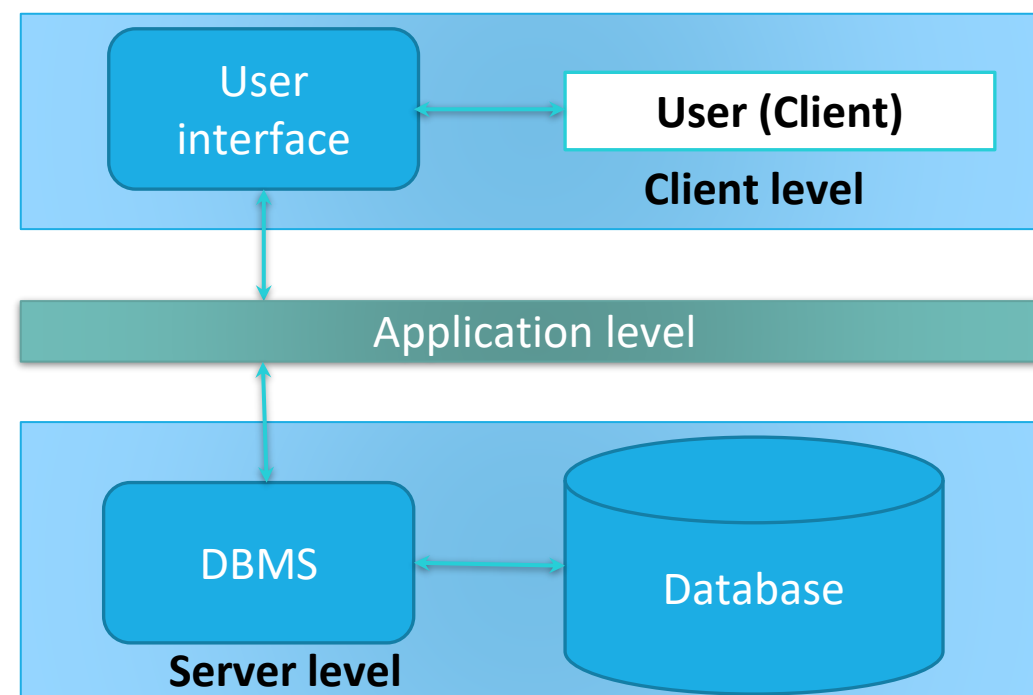 User
interface
User (Client)
Client level
Application level
DBMS
Database
Server level